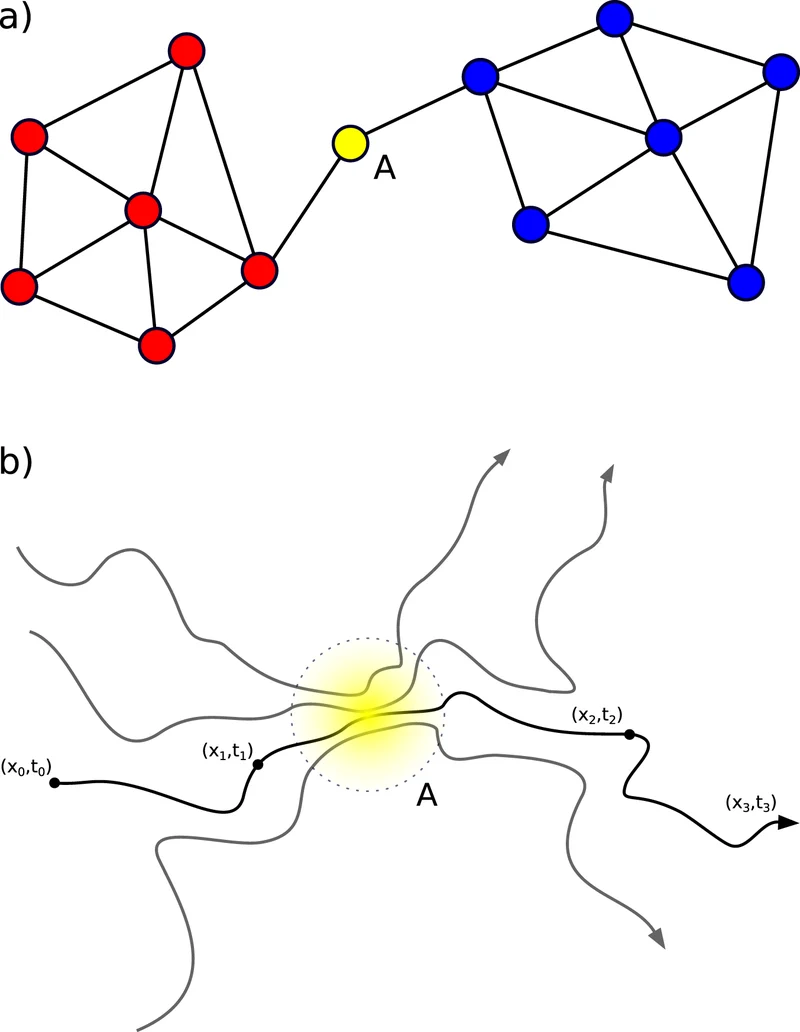 a)
A
b)
(x₀,t₀)
(x₁,t₁)
(x₂,t₂)
(x₃,t₃)
A